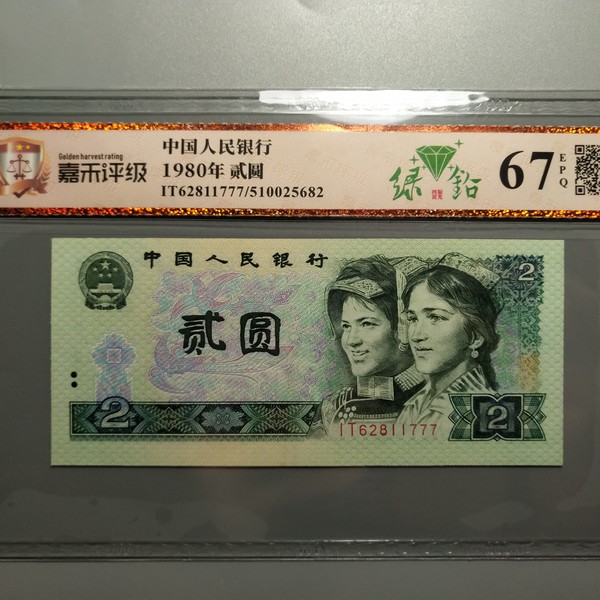 Golden harvest rating
嘉禾评级
中国人民银行
1980年 贰圆
IT62811777/510025682
绿鉆
67
EPQ
中国人民银行
贰圆
2
2
IT62811777
2